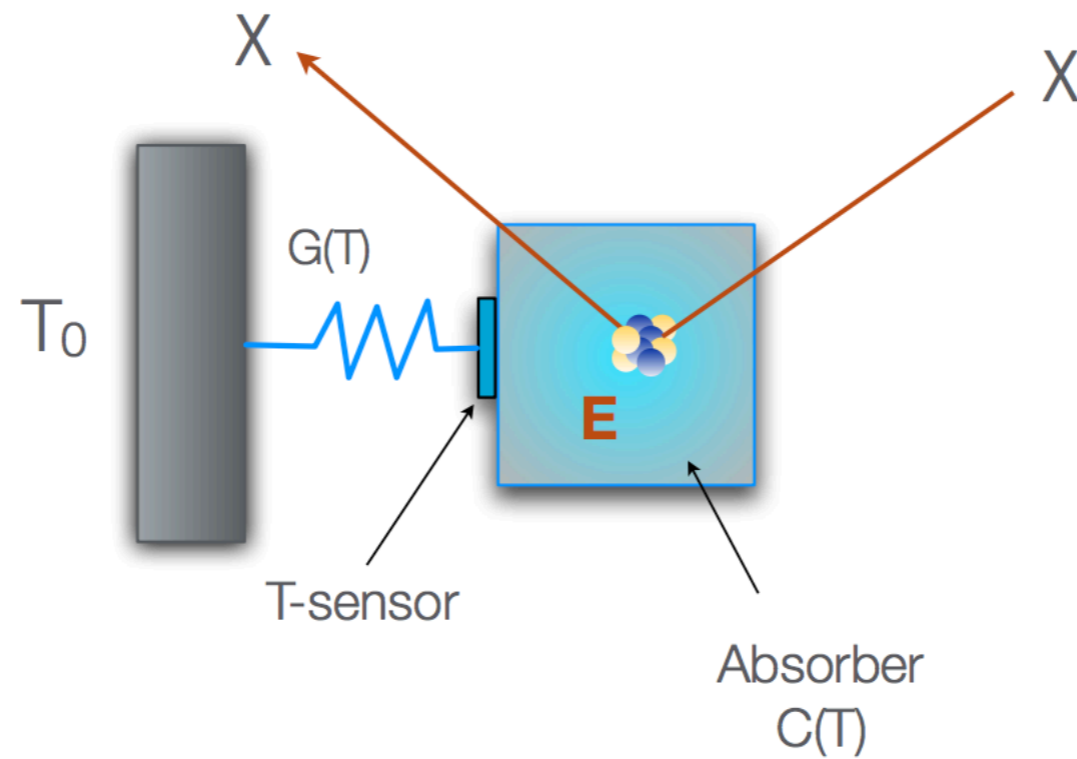 X
X
G(T)
T₀
E
T-sensor
Absorber
C(T)